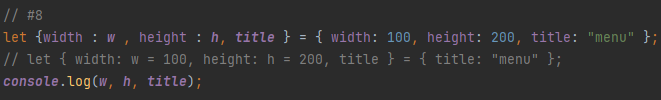 // #8
let {width : w , height : h, title } = { width: 100, height: 200, title: "menu" };
// let { width: w = 100, height: h = 200, title } = { title: "menu" };
console.log(w, h, title);